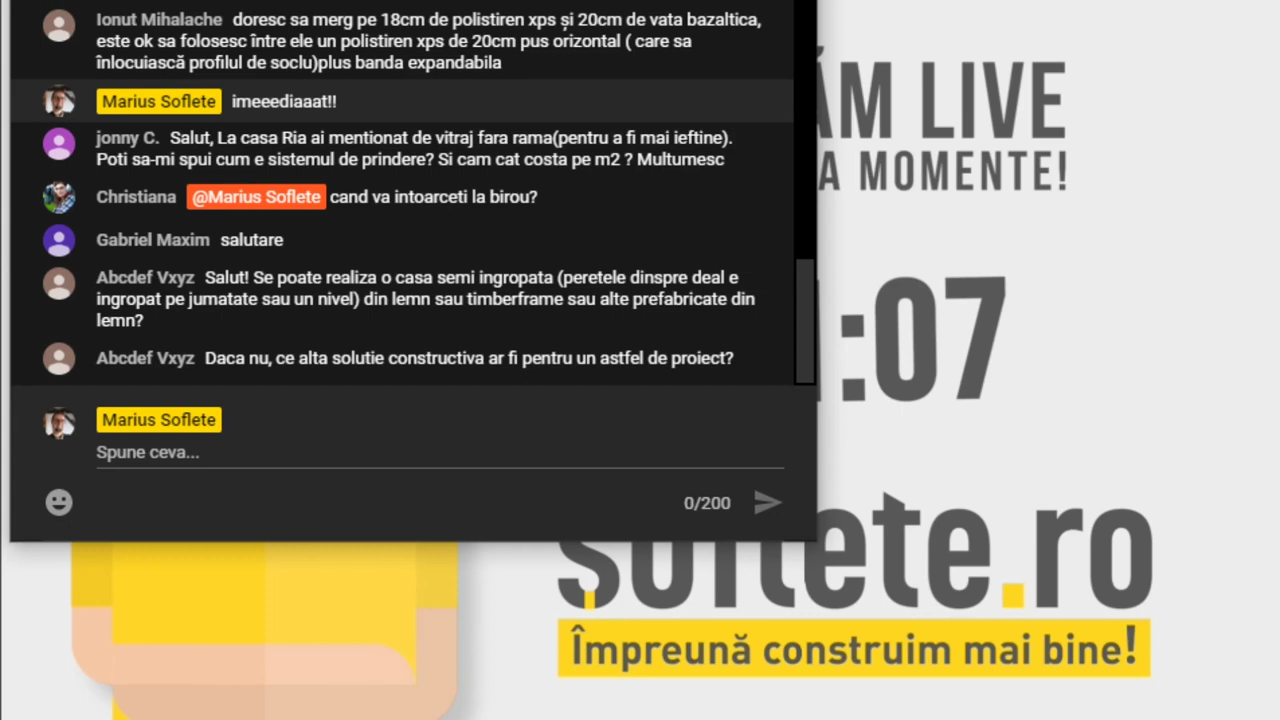 Ionut Mihalache doresc sa merg pe 18cm de polistiren xps și 20cm de vata bazaltica,
este ok sa folosesc între ele un polistiren xps de 20cm pus orizontal ( care sa
înlocuiască profilul de soclu)plus banda expandabila
Marius Soflete imeeediaaat!!
jonny C. Salut, La casa Ria ai mentionat de vitraj fara rama(pentru a fi mai ieftine).
Poti sa-mi spui cum e sistemul de prindere? Si cam cat costa pe m2 ? Multumesc
Christiana @Marius Soflete cand va intoarceti la birou?
Gabriel Maxim salutare
Abcdef Vxyz Salut! Se poate realiza o casa semi ingropata (peretele dinspre deal e
ingropat pe jumatate sau un nivel) din lemn sau timberframe sau alte prefabricate din
lemn?
Abcdef Vxyz Daca nu, ce alta solutie constructiva ar fi pentru un astfel de proiect?
Marius Soflete
Spune ceva...
0/200
ĂM LIVE
A MOMENTE!
:07
șoflete.ro
Împreună construim mai bine!